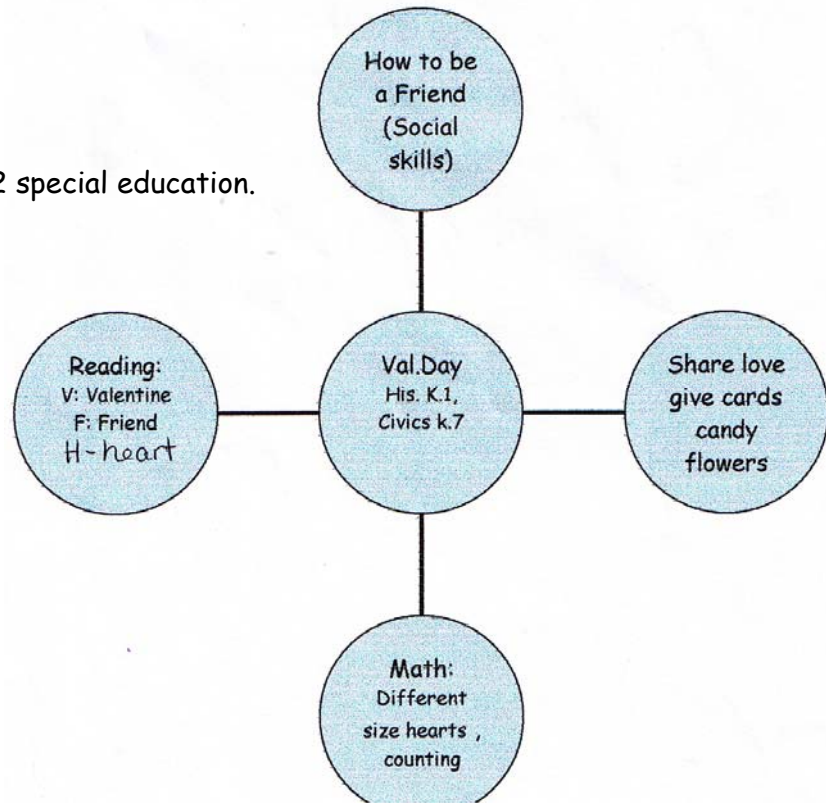 How to be
a Friend
(Social
skills)
2 special education.
Reading:
V: Valentine
F: Friend
H-heart
Val.Day
His. K.1,
Civics k.7
Share love
give cards
candy
flowers
Math:
Different
size hearts ,
counting